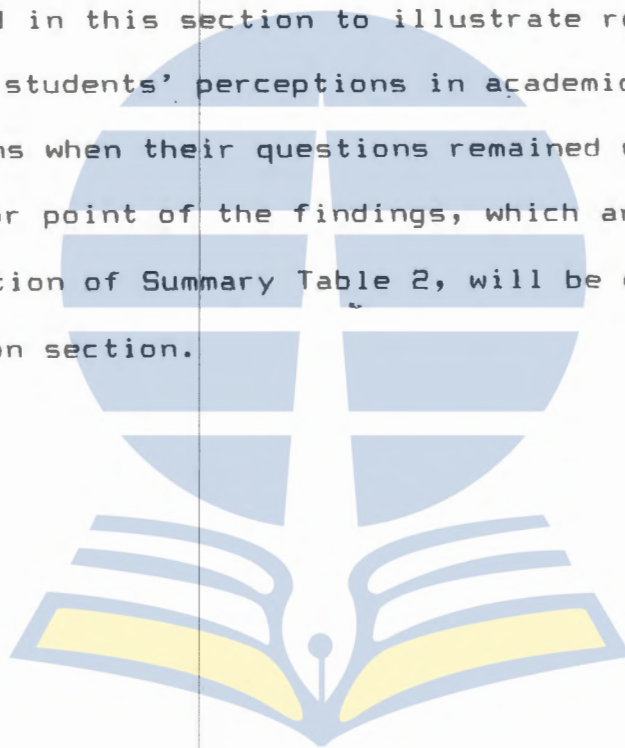 in this section to illustrate
students' perceptions in academic
when their questions remained
point of the findings, which
of Summary Table 2, will be
section.